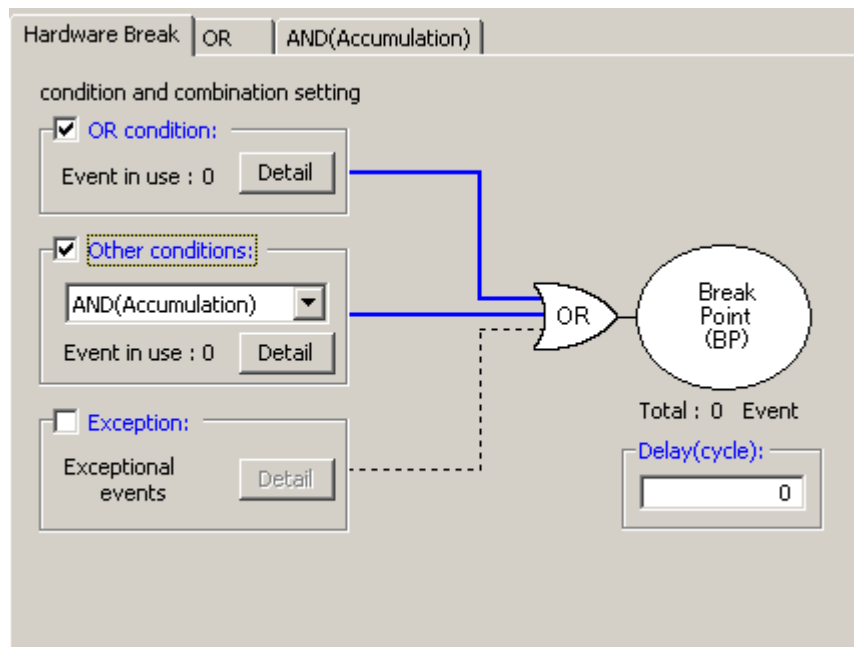 Hardware Break OR AND(Accumulation)
condition and combination setting
OR condition:
Event in use : 0 Detail
Other conditions:
AND(Accumulation)
Event in use : 0 Detail
Exception:
Exceptional
events
Detail
OR
Break
Point
(BP)
Total : 0 Event
Delay(cycle):
0